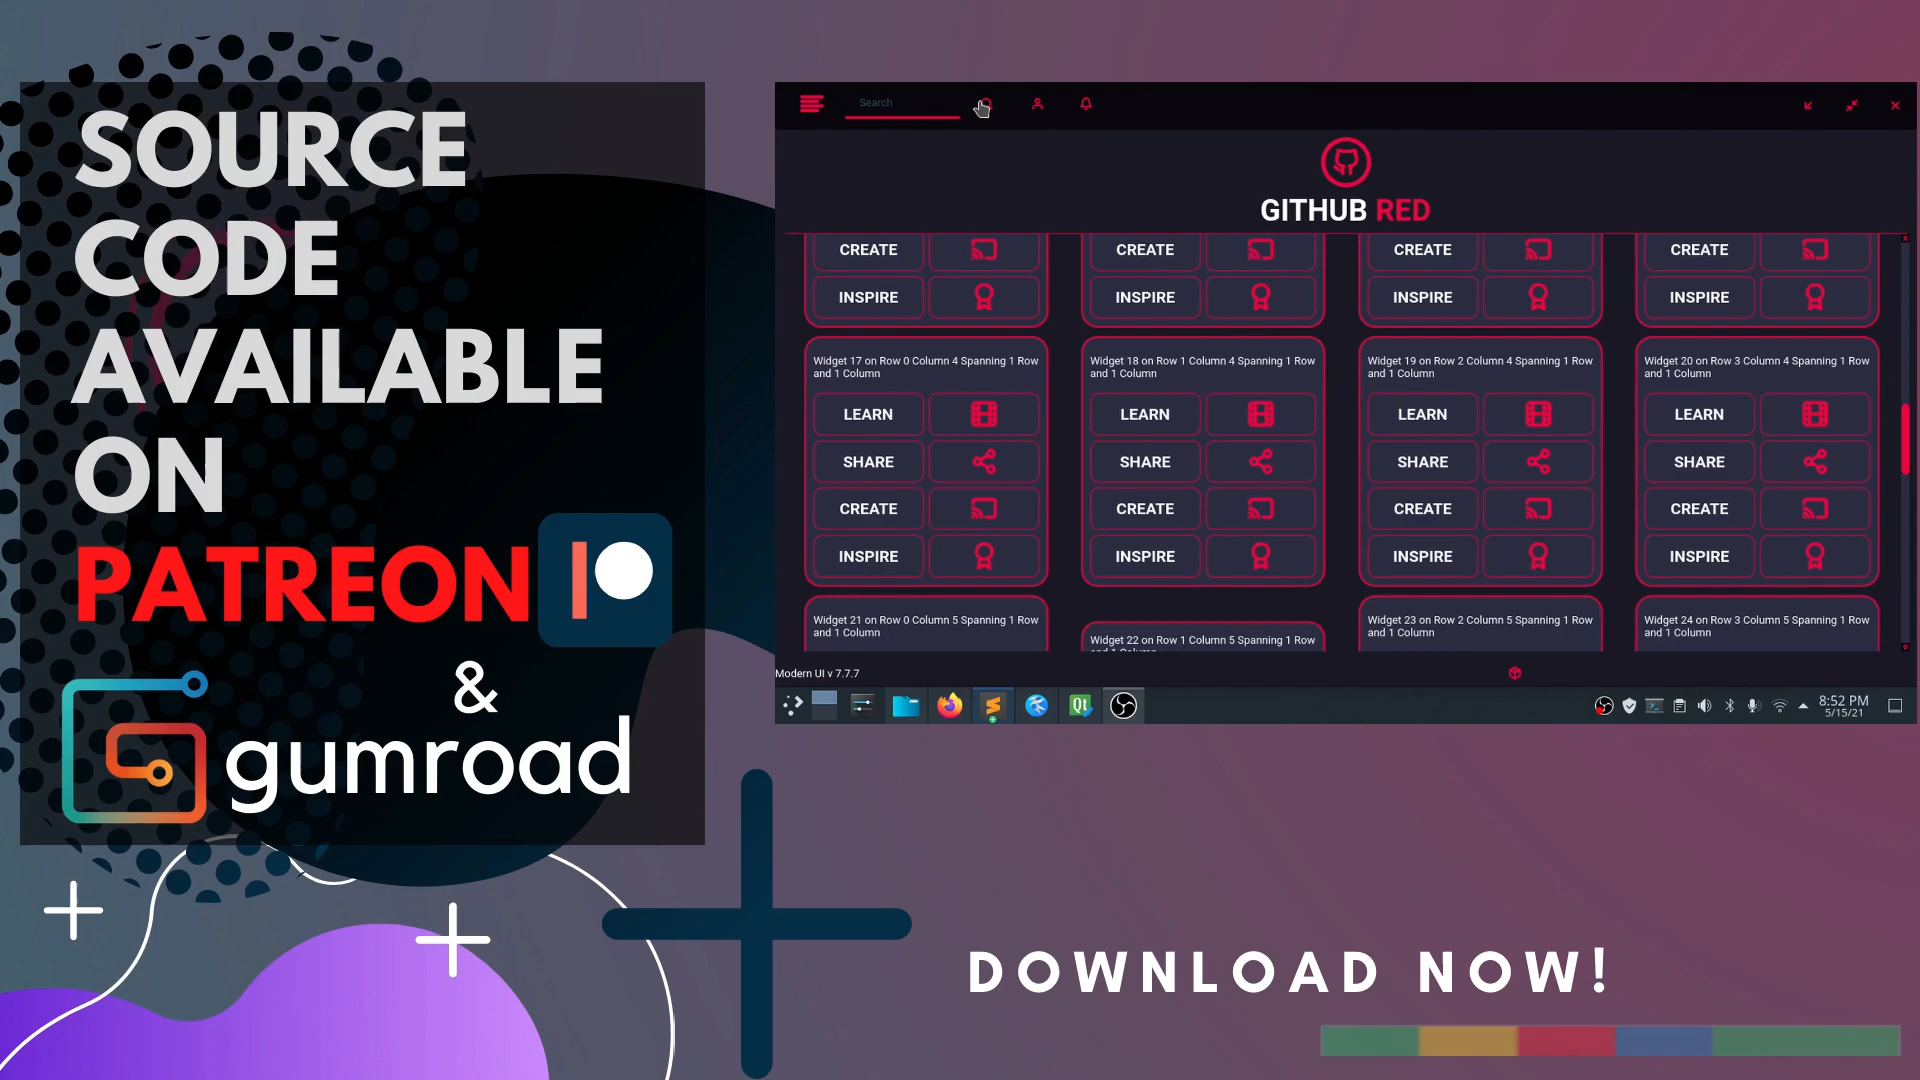 SOURCE
CODE
AVAILABLE
ON
PATREON
&
gumroad
Search
GITHUB RED
CREATE CREATE CREATE CREATE
INSPIRE INSPIRE INSPIRE INSPIRE
Widget 17 on Row 0 Column 4 Spanning 1 Row
and 1 Column
Widget 18 on Row 1 Column 4 Spanning 1 Row
and 1 Column
Widget 19 on Row 2 Column 4 Spanning 1 Row
and 1 Column
Widget 20 on Row 3 Column 4 Spanning 1 Row
and 1 Column
LEARN LEARN LEARN LEARN
SHARE SHARE SHARE SHARE
CREATE CREATE CREATE CREATE
INSPIRE INSPIRE INSPIRE INSPIRE
Widget 21 on Row 0 Column 5 Spanning 1 Row
and 1 Column
Widget 22 on Row 1 Column 5 Spanning 1 Row
Widget 23 on Row 2 Column 5 Spanning 1 Row
and 1 Column
Widget 24 on Row 3 Column 5 Spanning 1 Row
and 1 Column
Modern UI v 7.7.7
Qt
8:52 PM
5/15/21
DOWNLOAD NOW!